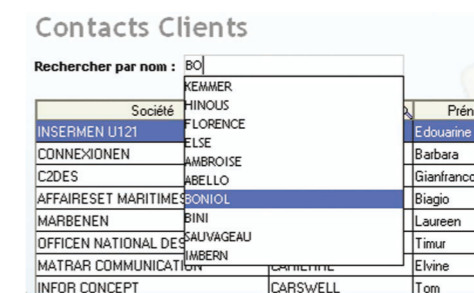 Contacts Clients
Rechercher par nom : BO
KEMMER
HINOUS
FLORENCE
ELSE
AMBROISE
ABELLO
BONIOL
BINI
SAUVAGEAU
IMBERN
Société Prén
INSERMEN U121 Edouarine
CONNEXIONEN Barbara
C2DES Gianfranco
AFFAIRESET MARITIMES Biagio
MARBENEN Laureen
OFFICEN NATIONAL DES Timur
MATRAR COMMUNICATION Elvine
INFOR CONCEPT CARSWELL Tom